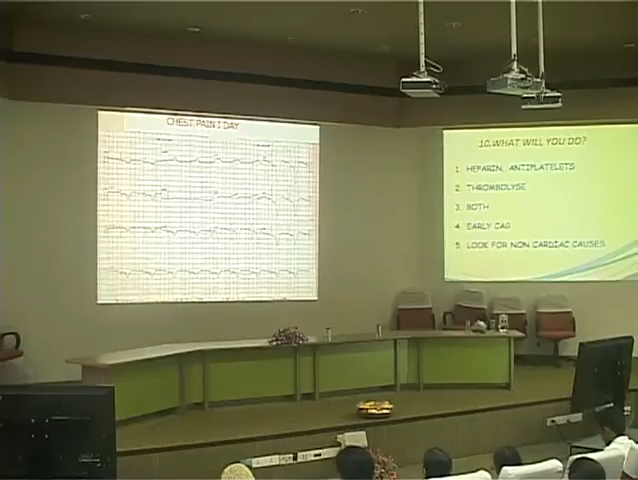 CHEST PAIN 1 DAY
10.WHAT WILL YOU DO?
1. HEPARIN, ANTIPLATELETS
2. THROMBOLYSE
3. BOTH
4. EARLY CAG
5. LOOK FOR NON CARDIAC CAUSES